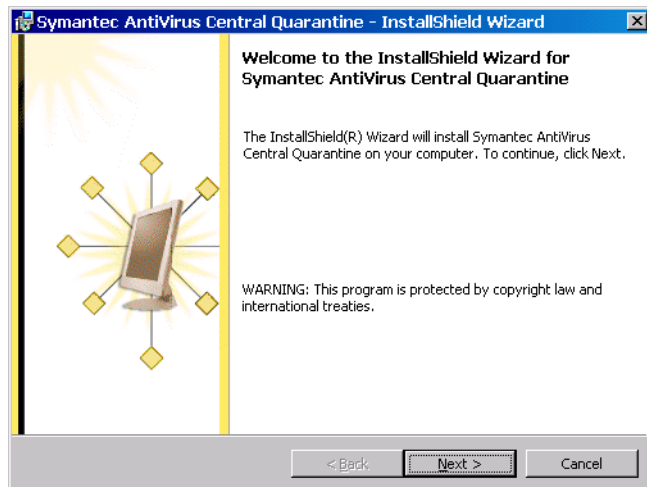 Symantec AntiVirus Central Quarantine - InstallShield Wizard
Welcome to the InstallShield Wizard for
Symantec AntiVirus Central Quarantine
The InstallShield(R) Wizard will install Symantec AntiVirus
Central Quarantine on your computer. To continue, click Next.
WARNING: This program is protected by copyright law and
international treaties.
< Back
Next >
Cancel